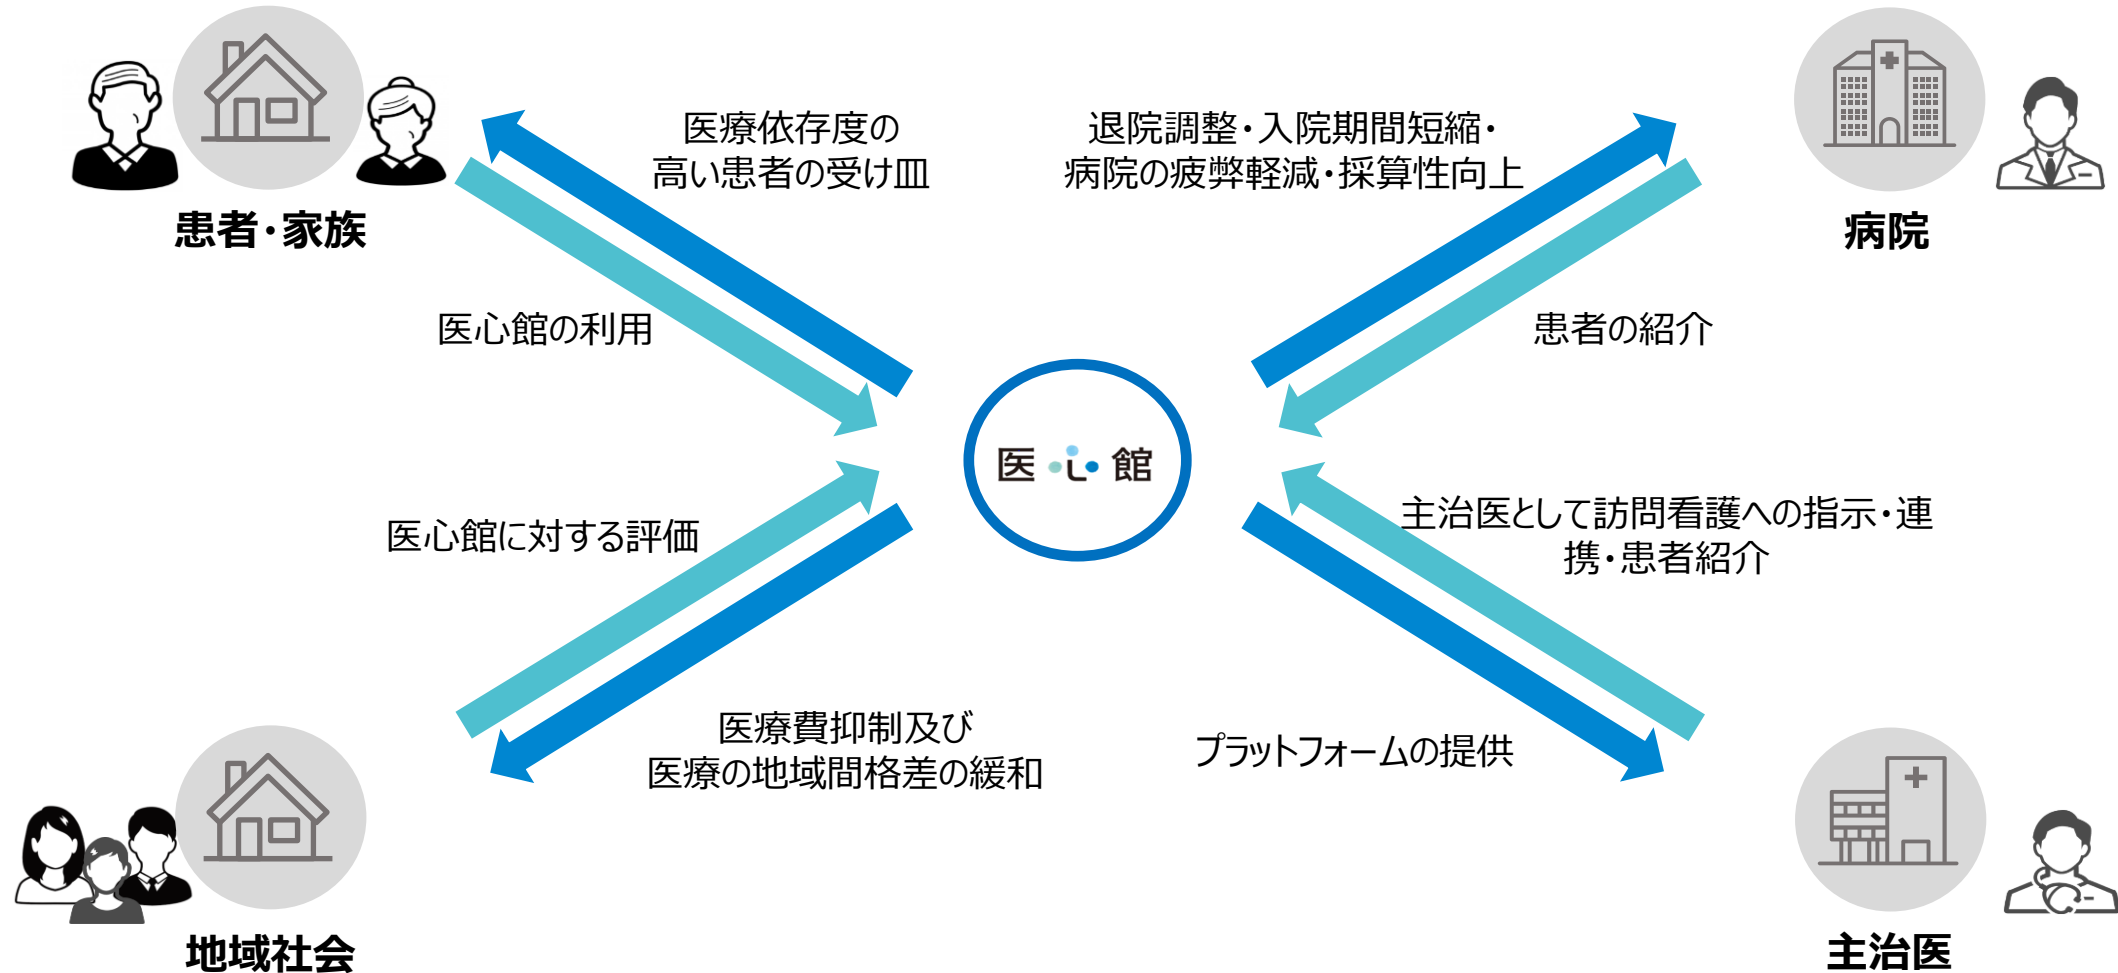 医療依存度の
高い患者の受け皿
退院調整・入院期間短縮・
病院の疲弊軽減・採算性向上
患者・家族
病院
医心館の利用
患者の紹介
医心館
医心館に対する評価
主治医として訪問看護への指示・連
携・患者紹介
医療費抑制及び
医療の地域間格差の緩和
プラットフォームの提供
地域社会
主治医